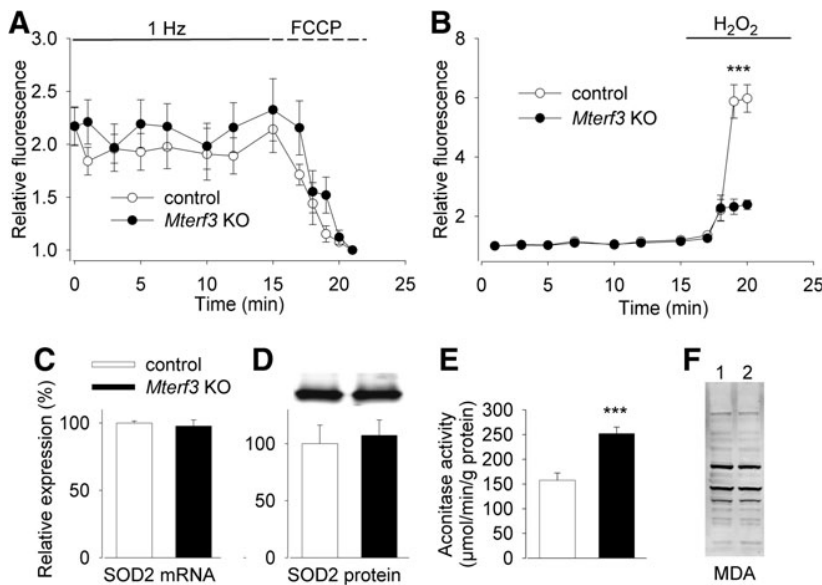 A
1 Hz
FCCP
3.0
2.5
2.0
1.5
1.0
Relative fluorescence
control
Mterf3 KO
0 5 10 15 20 25
Time (min)
B
H2O2
8
6
4
2
Relative fluorescence
***
control
Mterf3 KO
0 5 10 15 20 25
Time (min)
C
control
Mterf3 KO
Relative expression (%)
100
50
0
SOD2 mRNA
D
100
50
0
SOD2 protein
E
Aconitase activity
(µmol/min/g protein)
300
250
200
150
100
50
0
***
F
1 2
MDA